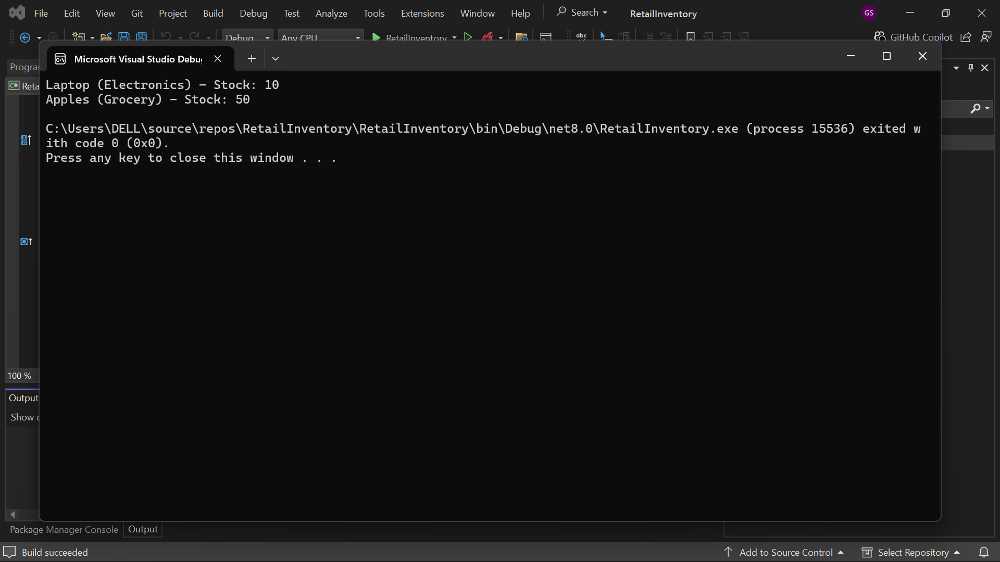 File Edit View Git Project Build Debug Test Analyze Tools Extensions Window Help Search RetailInventory GS
Debug Any CPU RetailInventory abc GitHub Copilot
Microsoft Visual Studio
C# 
Laptop (Electronics) - Stock: 10
Apples (Grocery) - Stock: 50
C:\Users\DELL\source\repos\RetailInventory\RetailInventory\bin\Debug\net8.0\RetailInventory.exe (process 15536) exited w
ith code 0 (0x0).
Press any key to close this window . . .
100 %
Output
Show
Package Manager Console Output
Build succeeded Add to Source Control Select Repository